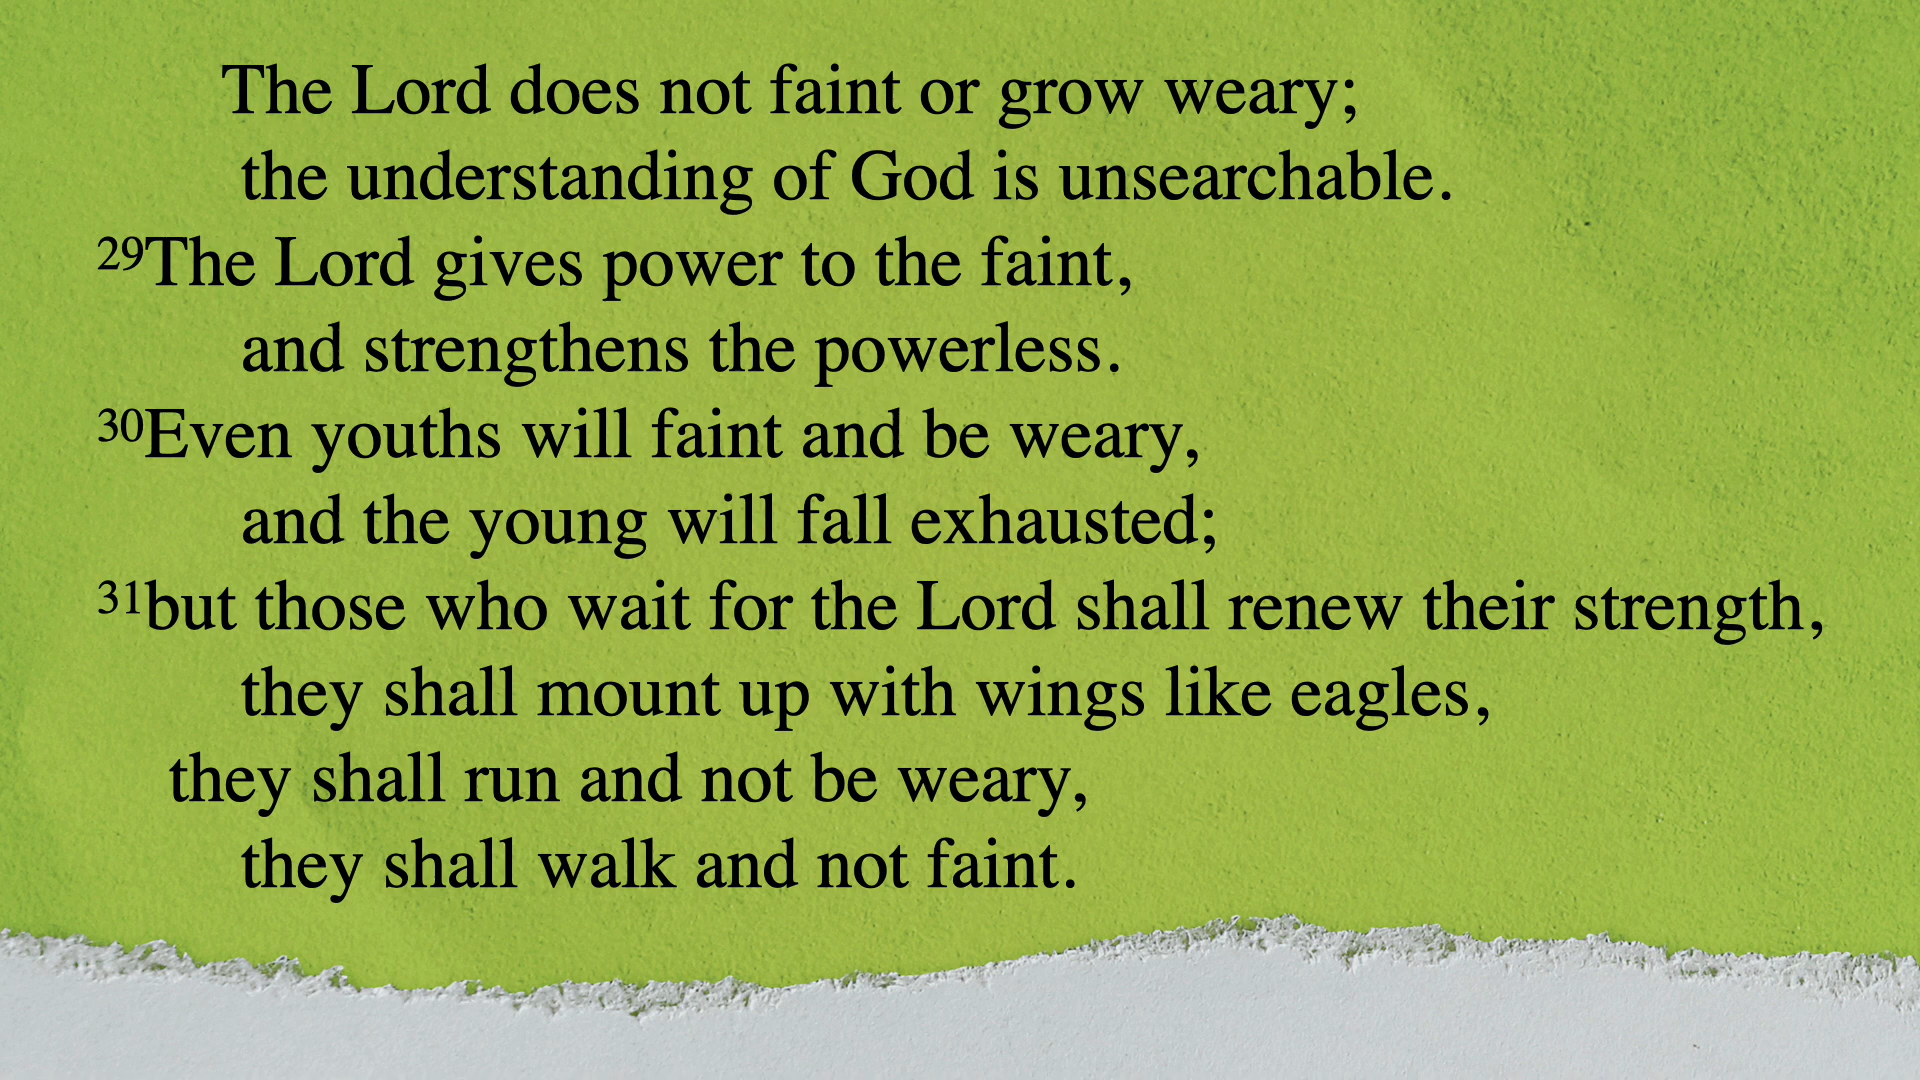 The Lord does not faint or grow weary;
the understanding of God is unsearchable.
29The Lord gives power to the faint,
and strengthens the powerless.
30Even youths will faint and be weary,
and the young will fall exhausted;
31but those who wait for the Lord shall renew their strength,
they shall mount up with wings like eagles,
they shall run and not be weary,
they shall walk and not faint.